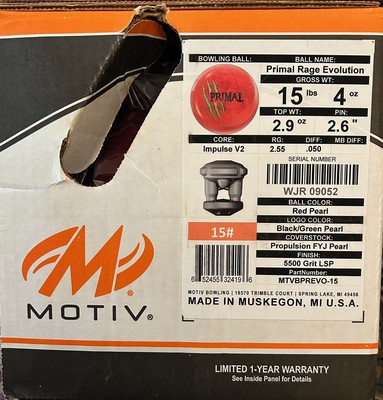 BOWLING BALL:
BALL NAME:
Primal Rage Evolution
GROSS WT:
15 lbs 4 oz
TOP WT: PIN:
2.9 oz 2.6"
PRIMAL
CORE: RG: DIFF: MB DIFF:
Impulse V2 2.55 .050
SERIAL NUMBER
WJR 09052
BALL COLOR:
Red Pearl
LOGO COLOR:
Black/Green Pearl
COVERSTOCK:
Propulsion FYJ Pearl
FINISH:
5500 Grit LSP
PartNumber:
MTVBPREVO-15
15#
6 52455 32419 6
MOTIV BOWLING | 18570 TRIMBLE COURT | SPRING LAKE, MI 49456
MADE IN MUSKEGON, MI U.S.A.
MOTIV®
LIMITED 1-YEAR WARRANTY
See Inside Panel for Details